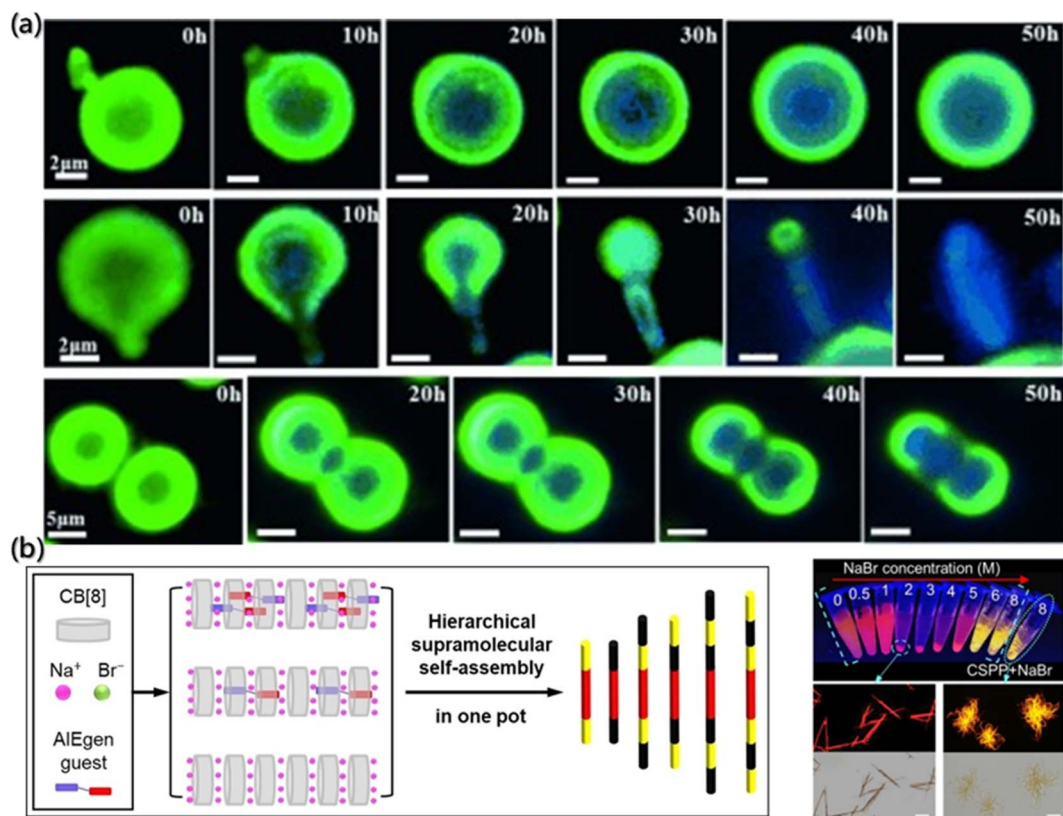 (a)
0h
10h
20h
30h
40h
50h
2μm
0h
10h
20h
30h
40h
50h
2μm
0h
20h
30h
40h
50h
5μm
(b)
CB[8]
Na⁺ Br⁻
AIEgen
guest
Hierarchical
supramolecular
self-assembly
in one pot
NaBr concentration (M)
0 0.5 1 2 3 4 5 6 8 8
CSPP+NaBr